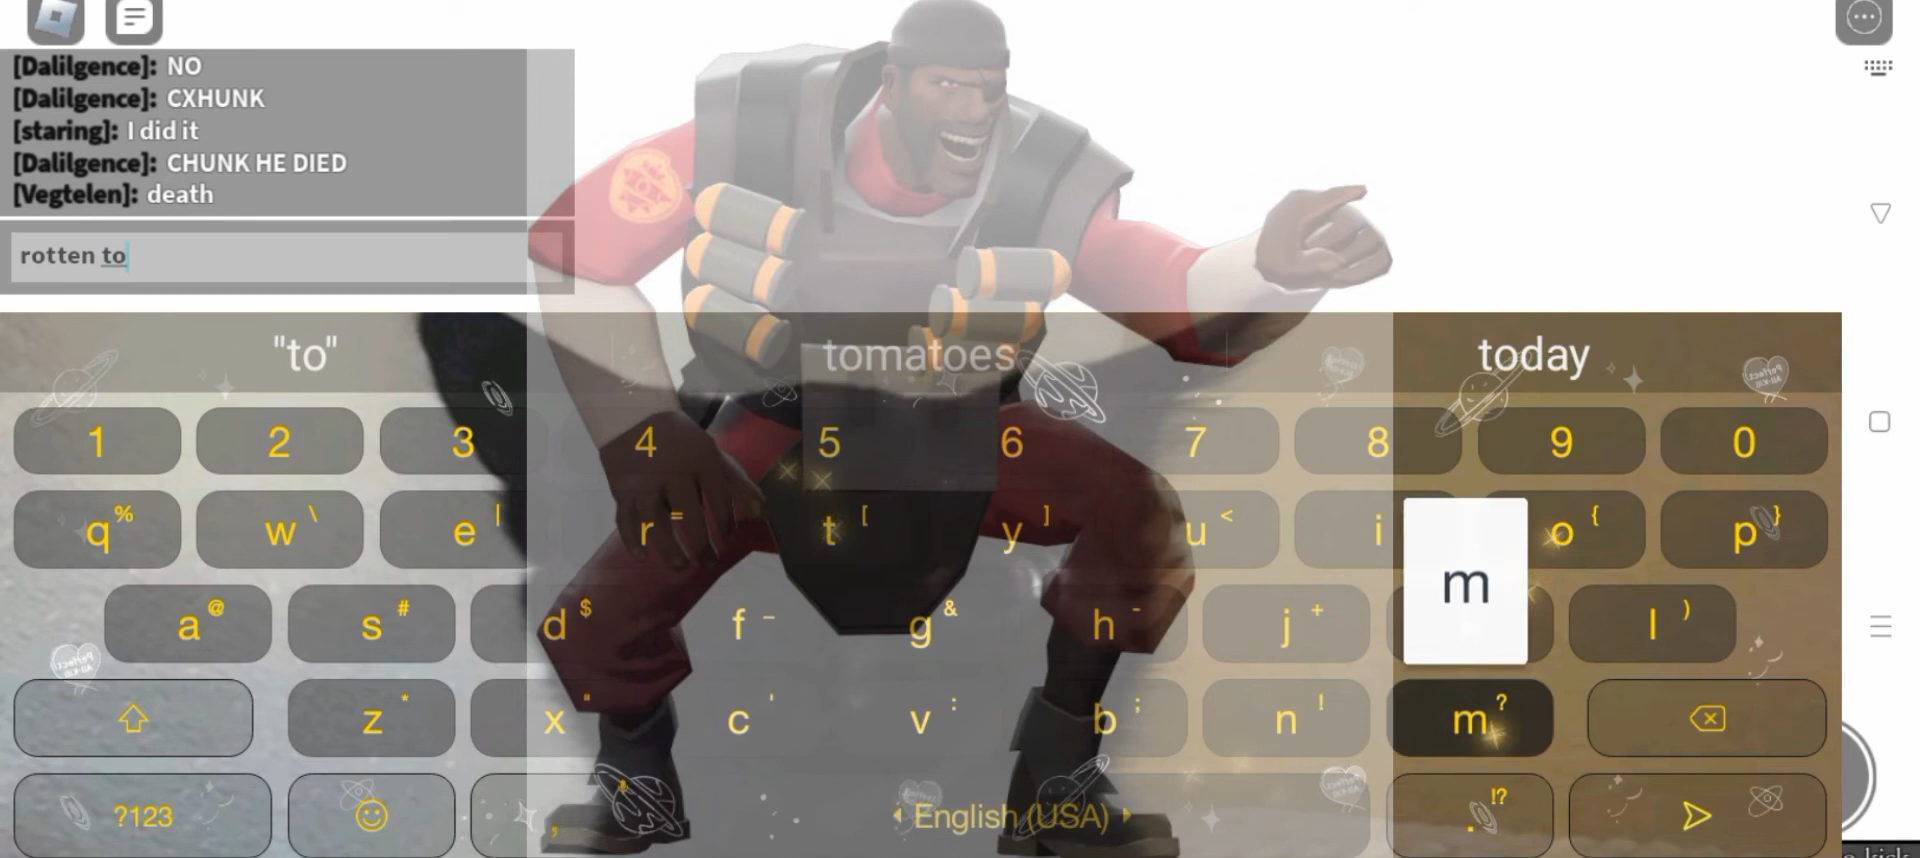 [Dalilgence]: NO
[Dalilgence]: CXHUNK
[staring]: I did it
[Dalilgence]: CHUNK HE DIED
[Vegtelen]: death
rotten to
"to" tomatoes today
1 2 3 4 5 6 7 8 9 0
q% w\ e| r= t[ y] u< i o{ p}
m
a@ s# d$ f- g& h- j+ l)
z* x" c' v: b; n! m?
?123 , English (USA) . !?